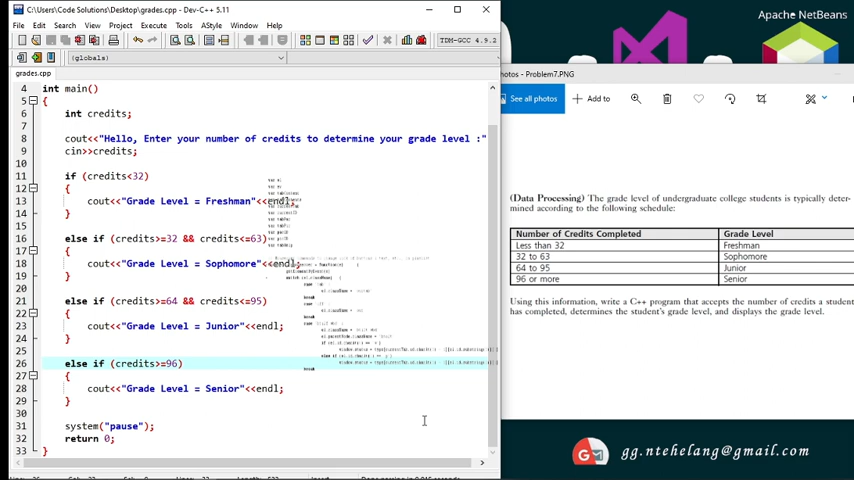 C:\Users\Code Solutions\Desktop\grades.cpp - Dev-C++ 5.11
File Edit Search View Project Execute Tools AStyle Window Help
TDM-GCC 4.9.2
(globals)
grades.cpp
4 int main()
5 {
6 int credits;
7
8 cout<<"Hello, Enter your number of credits to determine your grade level :"
9 cin>>credits;
10
11 if (credits<32)
12 {
13 cout<<"Grade Level = Freshman"<<endl;
14 }
15
16 else if (credits>=32 && credits<=63)
17 {
18 cout<<"Grade Level = Sophomore"<<endl;
19 }
20
21 else if (credits>=64 && credits<=95)
22 {
23 cout<<"Grade Level = Junior"<<endl;
24 }
25
26 else if (credits>=96)
27 {
28 cout<<"Grade Level = Senior"<<endl;
29 }
30
31 system("pause");
32 return 0;
33 }
Apache NetBeans
hotos - Problem7.PNG
See all photos Add to
(Data Processing) The grade level of undergraduate college students is typically deter-
mined according to the following schedule:
Number of Credits Completed Grade Level
Less than 32 Freshman
32 to 63 Sophomore
64 to 95 Junior
96 or more Senior
Using this information, write a C++ program that accepts the number of credits a student
has completed, determines the student's grade level, and displays the grade level.
gg.ntehelang@gmail.com